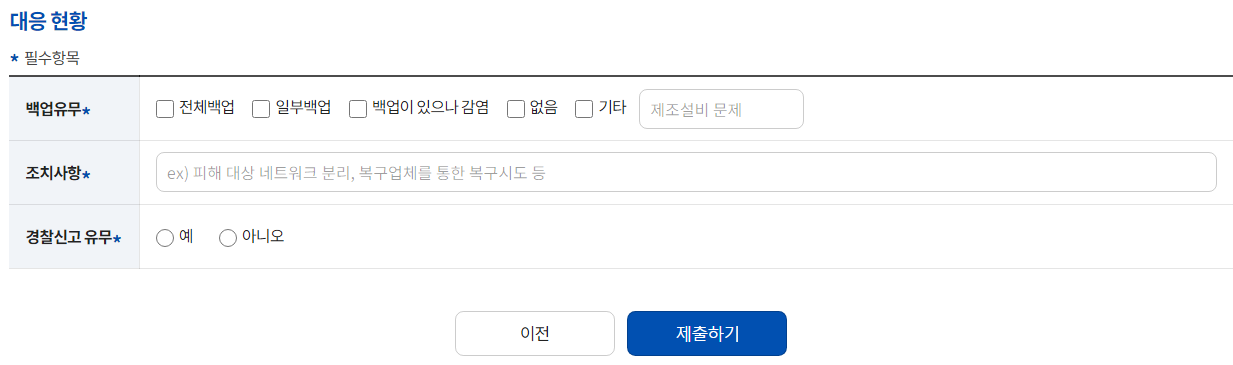 대응 현황
* 필수항목
백업유무* 전체백업 일부백업 백업이 있으나 감염 없음 기타 제조설비 문제
조치사항* ex) 피해 대상 네트워크 분리, 복구업체를 통한 복구시도 등
경찰신고 유무* 예 아니오
이전 제출하기